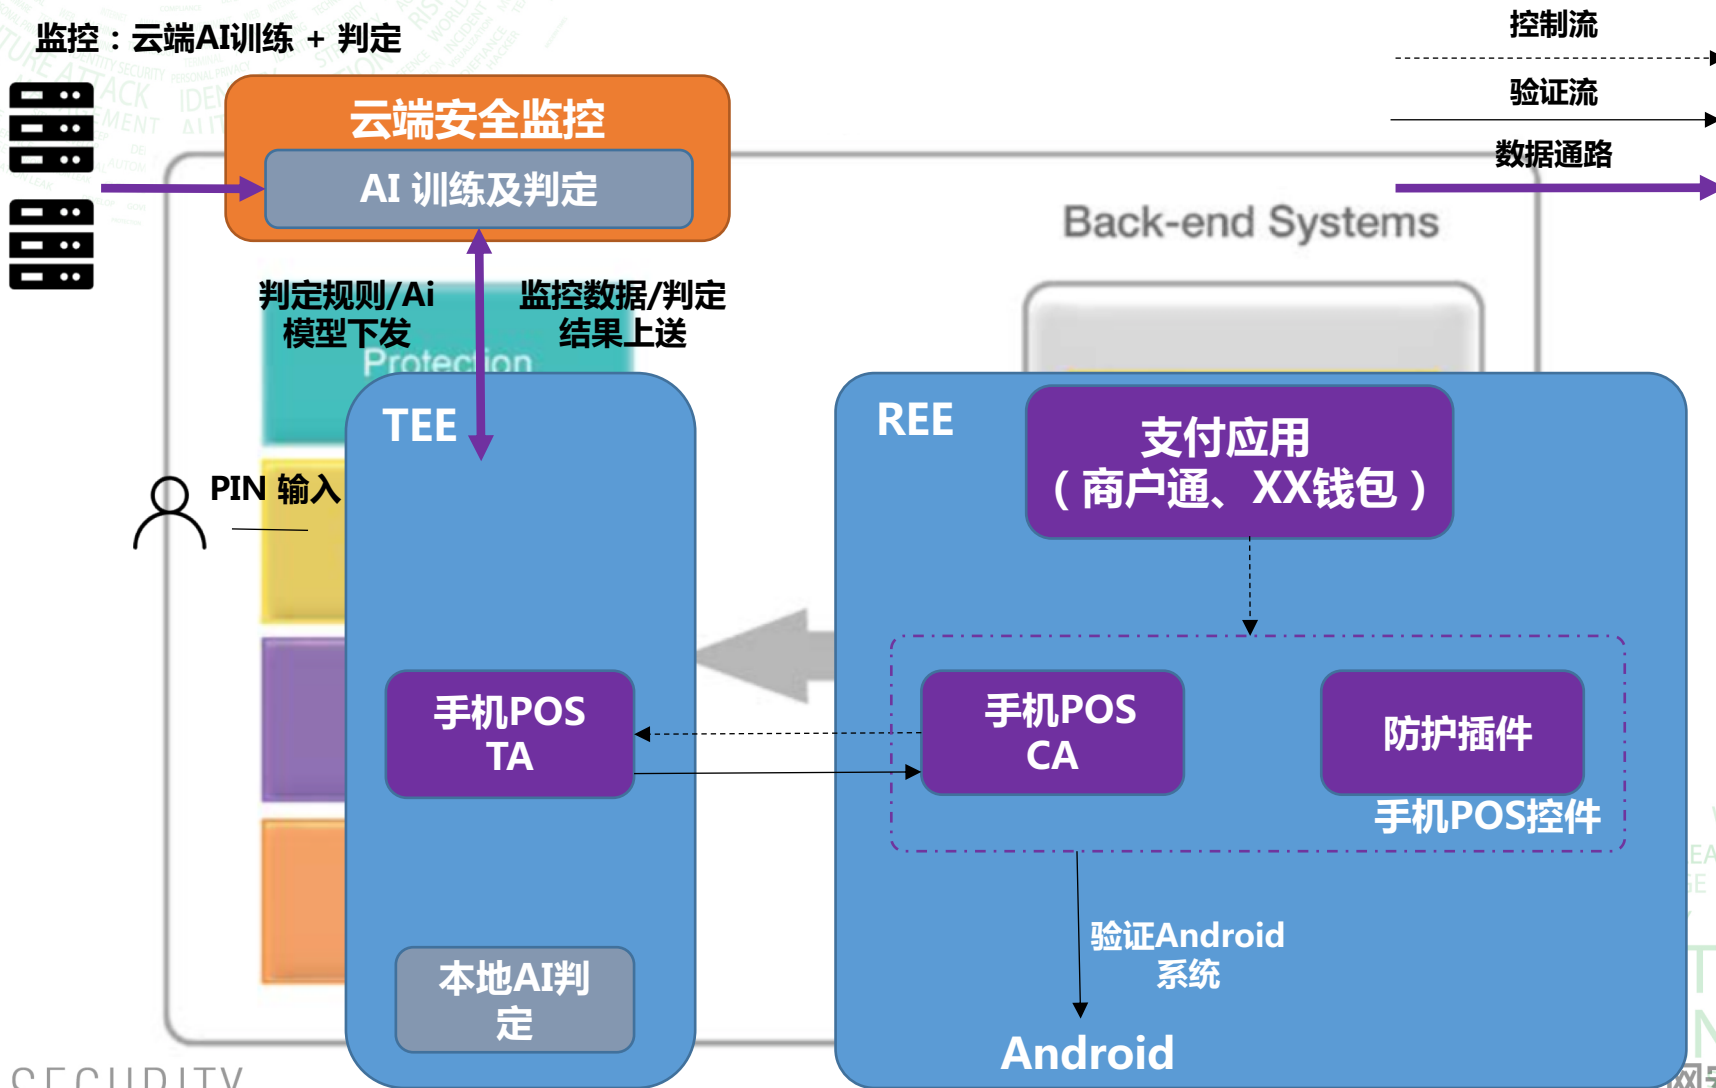 监控：云端AI训练 + 判定
控制流
验证流
数据通路
云端安全监控
AI 训练及判定
Back-end Systems
判定规则/Ai
模型下发
监控数据/判定
结果上送
Protection
TEE
REE
支付应用
（商户通、XX钱包）
PIN 输入
手机POS
TA
手机POS
CA
防护插件
手机POS控件
验证Android
系统
本地AI判
定
Android
SECURITY